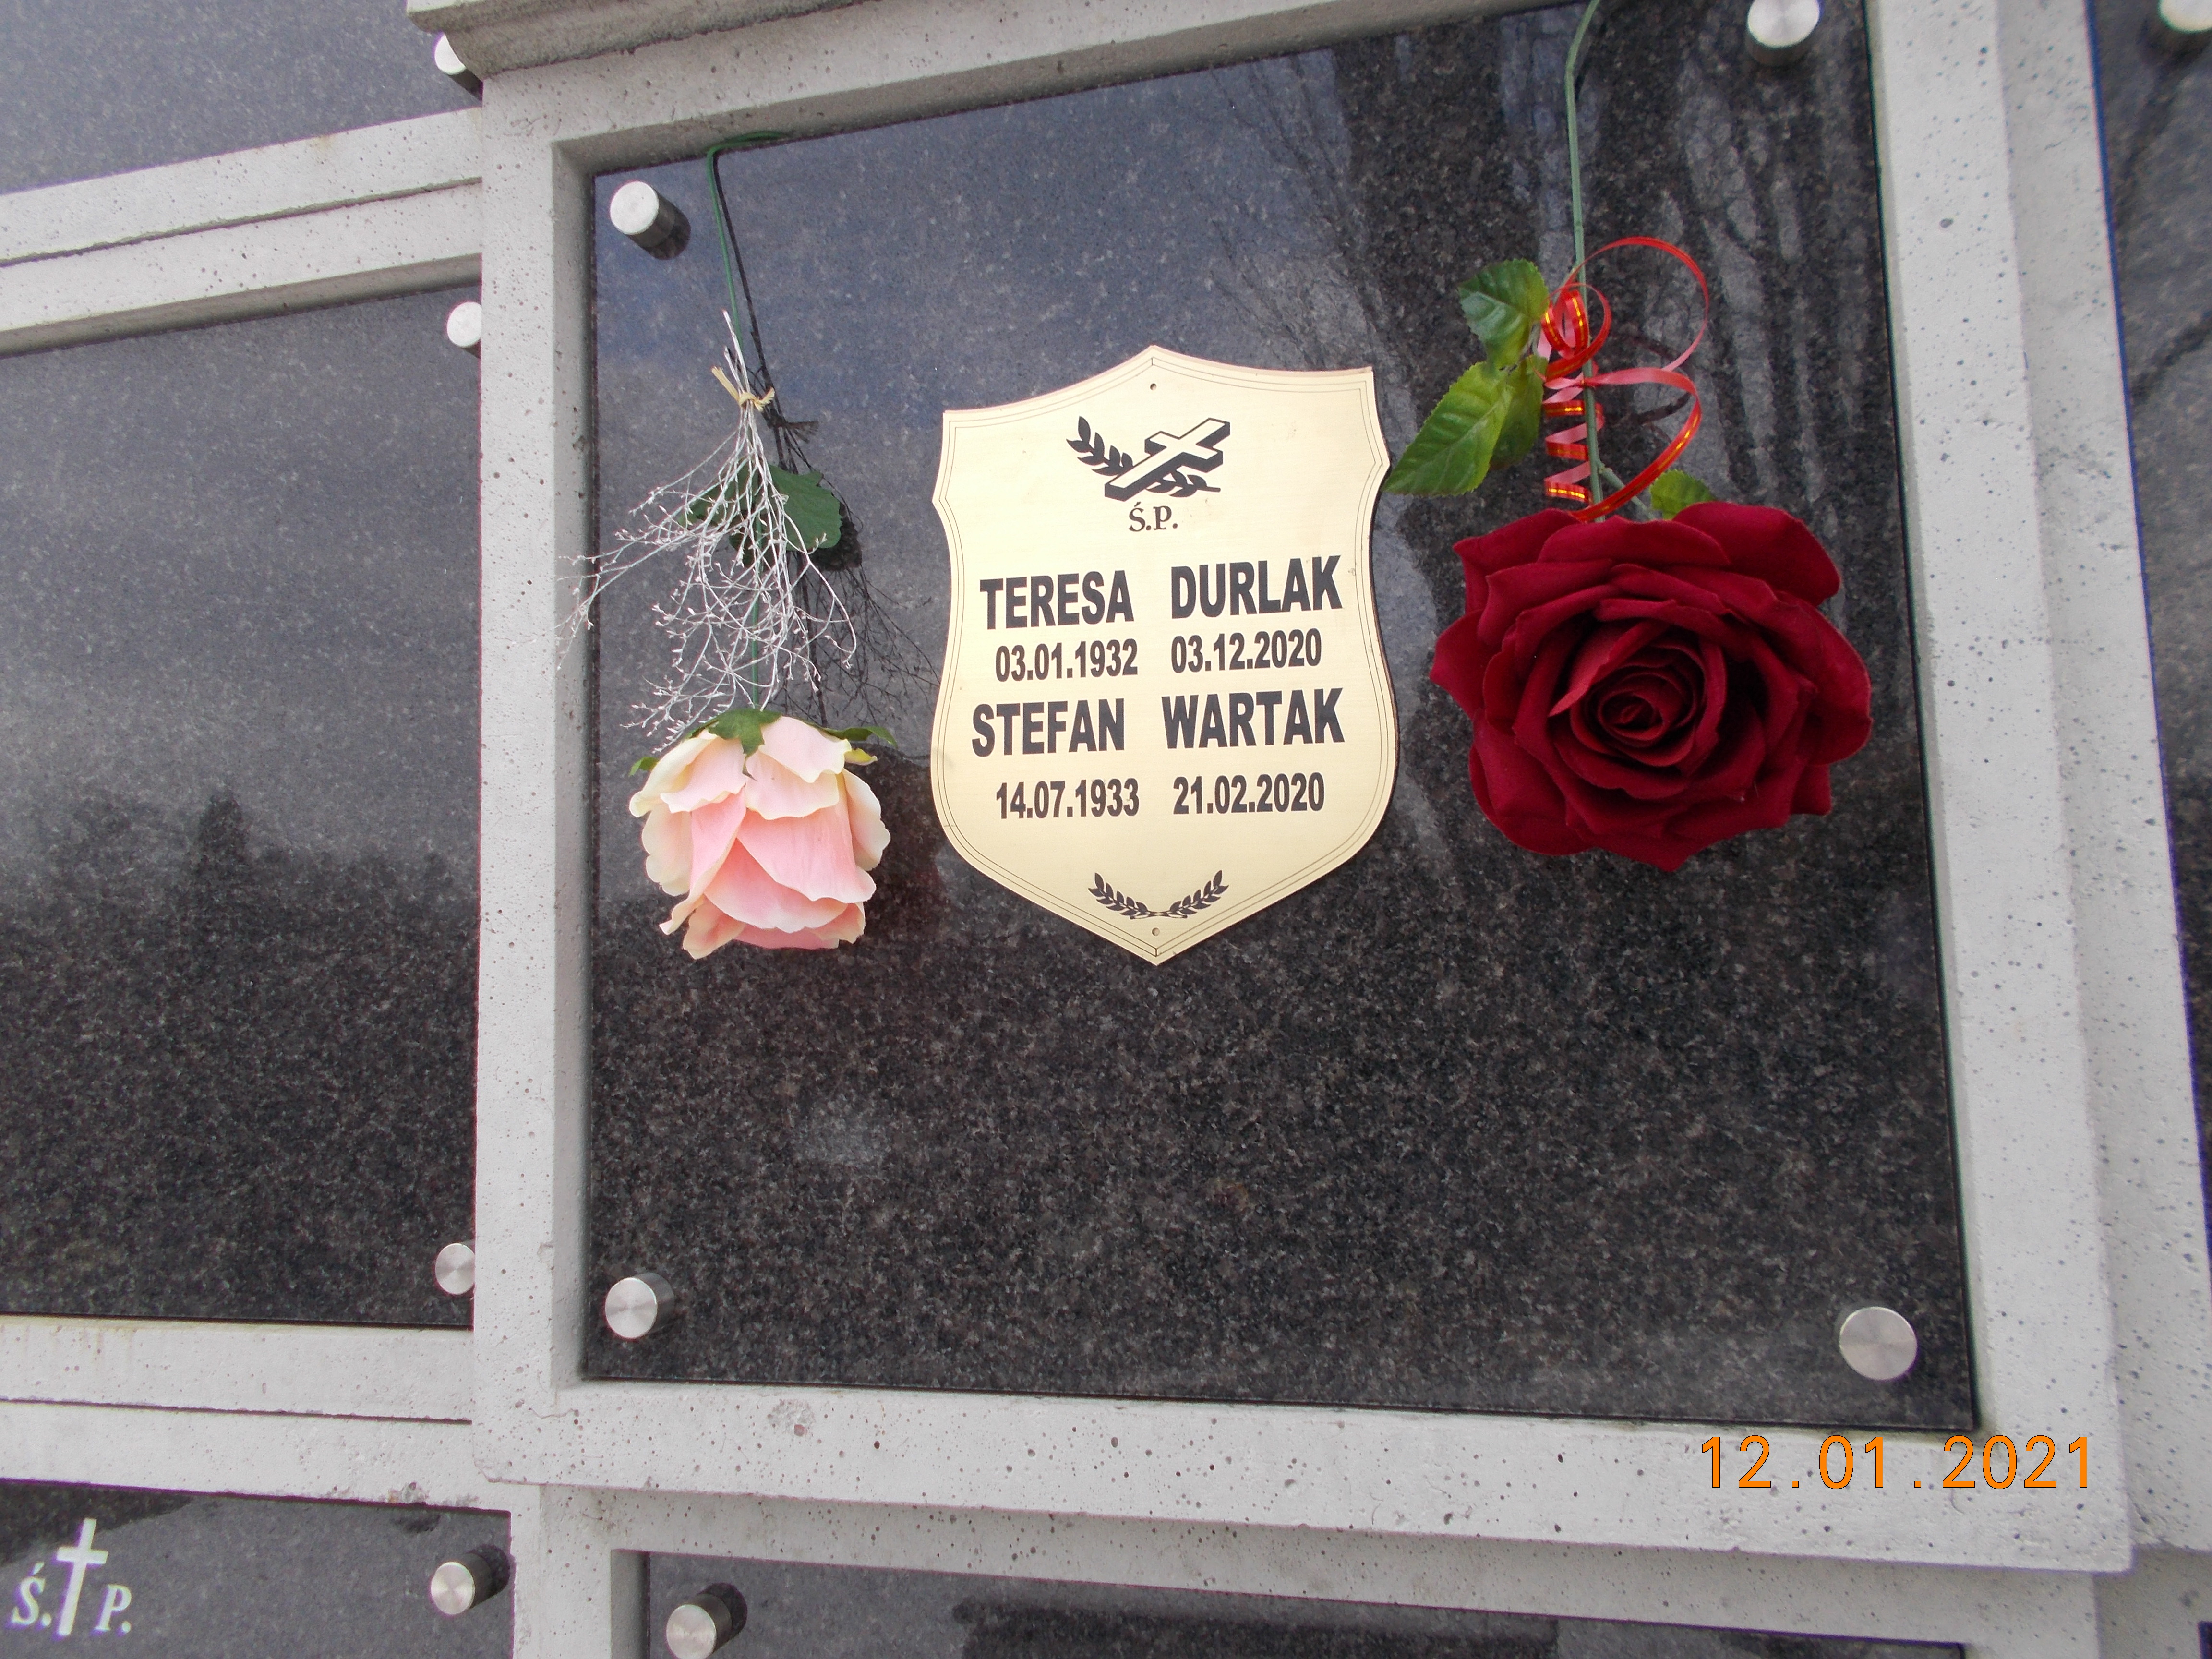 Ś.P.
TERESA DURLAK
03.01.1932 03.12.2020
STEFAN WARTAK
14.07.1933 21.02.2020
12.01.2021
Ś. P.